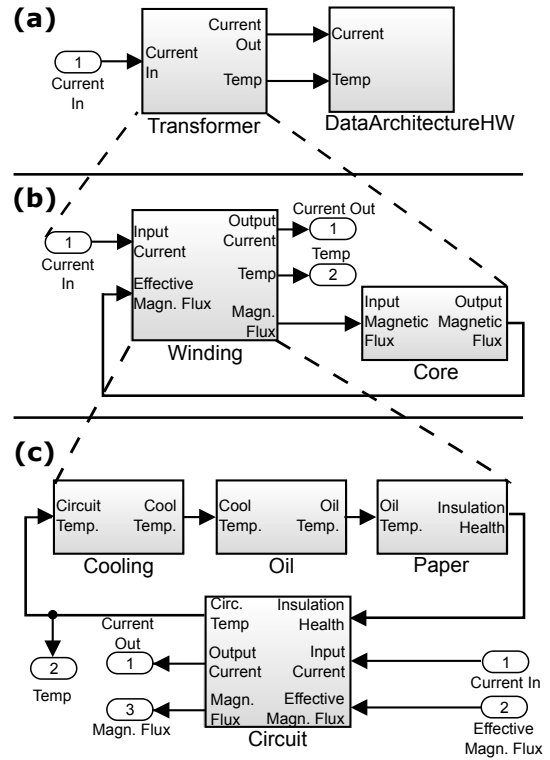 (a)
1
Current
In
Current
In
Current
Out
Temp
Transformer
Current
Temp
DataArchitectureHW
(b)
1
Current
In
Input
Current
Effective
Magn. Flux
Output
Current
Temp
Magn.
Flux
Winding
Current Out
1
Temp
2
Input
Magnetic
Flux
Output
Magnetic
Flux
Core
(c)
Circuit
Temp.
Cool
Temp.
Cooling
Cool
Temp.
Oil
Temp.
Oil
Oil
Temp.
Insulation
Health
Paper
Circ.
Temp
Insulation
Health
Output
Current
Input
Current
Magn.
Flux
Effective
Magn. Flux
Circuit
2
Temp
Current
Out
1
3
Magn. Flux
1
Current In
2
Effective
Magn. Flux